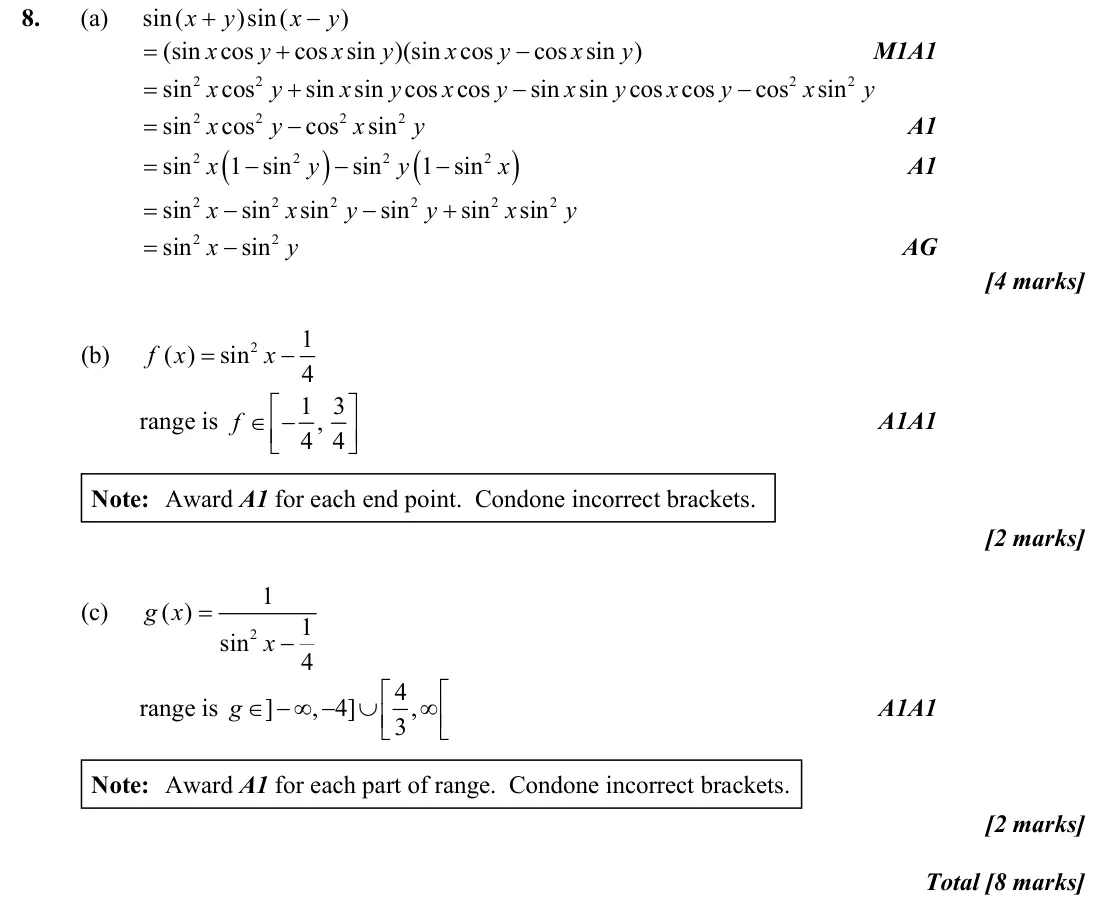 8. (a) sin(x + y)sin(x − y)
= (sin x cos y + cos x sin y)(sin x cos y − cos x sin y) M1A1
= sin² x cos² y + sin x sin y cos x cos y − sin x sin y cos x cos y − cos² x sin² y
= sin² x cos² y − cos² x sin² y A1
= sin² x(1 − sin² y) − sin² y(1 − sin² x) A1
= sin² x − sin² x sin² y − sin² y + sin² x sin² y
= sin² x − sin² y AG
[4 marks]
(b) f(x) = sin² x − 1/4
range is f ∈ [−1/4, 3/4] A1A1
Note: Award A1 for each end point. Condone incorrect brackets.
[2 marks]
(c) g(x) = 1/(sin² x − 1/4)
range is g ∈ ]−∞, −4] ∪ [4/3, ∞[ A1A1
Note: Award A1 for each part of range. Condone incorrect brackets.
[2 marks]
Total [8 marks]